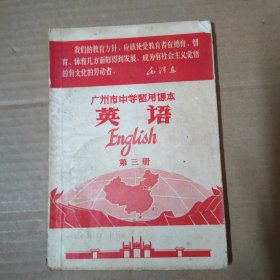 我们的教育方针，应该使受教育者在德育、智
育、体育几方面都得到发展，成为有社会主义觉悟
的有文化的劳动者。
毛泽东
广州市中学暂用课本
英语
English
第三册